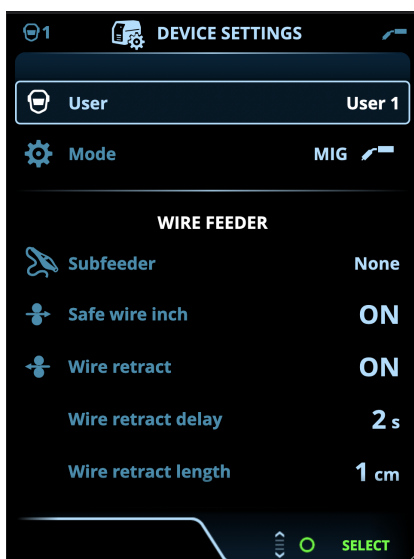 1 DEVICE SETTINGS
User User 1
Mode MIG
WIRE FEEDER
Subfeeder None
Safe wire inch ON
Wire retract ON
Wire retract delay 2 s
Wire retract length 1 cm
SELECT